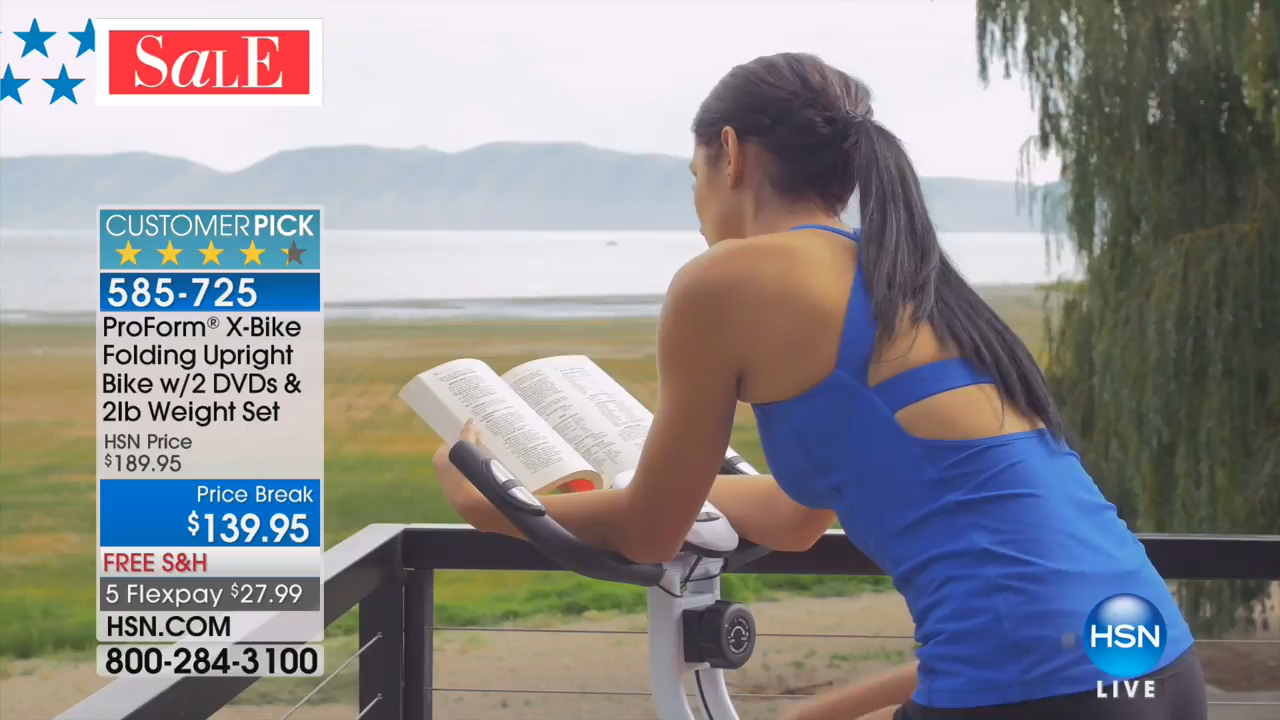 SALE
CUSTOMER PICK
585-725
ProForm® X-Bike
Folding Upright
Bike w/2 DVDs &
2lb Weight Set
HSN Price
$189.95
Price Break
$139.95
FREE S&H
5 Flexpay $27.99
HSN.COM
800-284-3100
HSN
LIVE